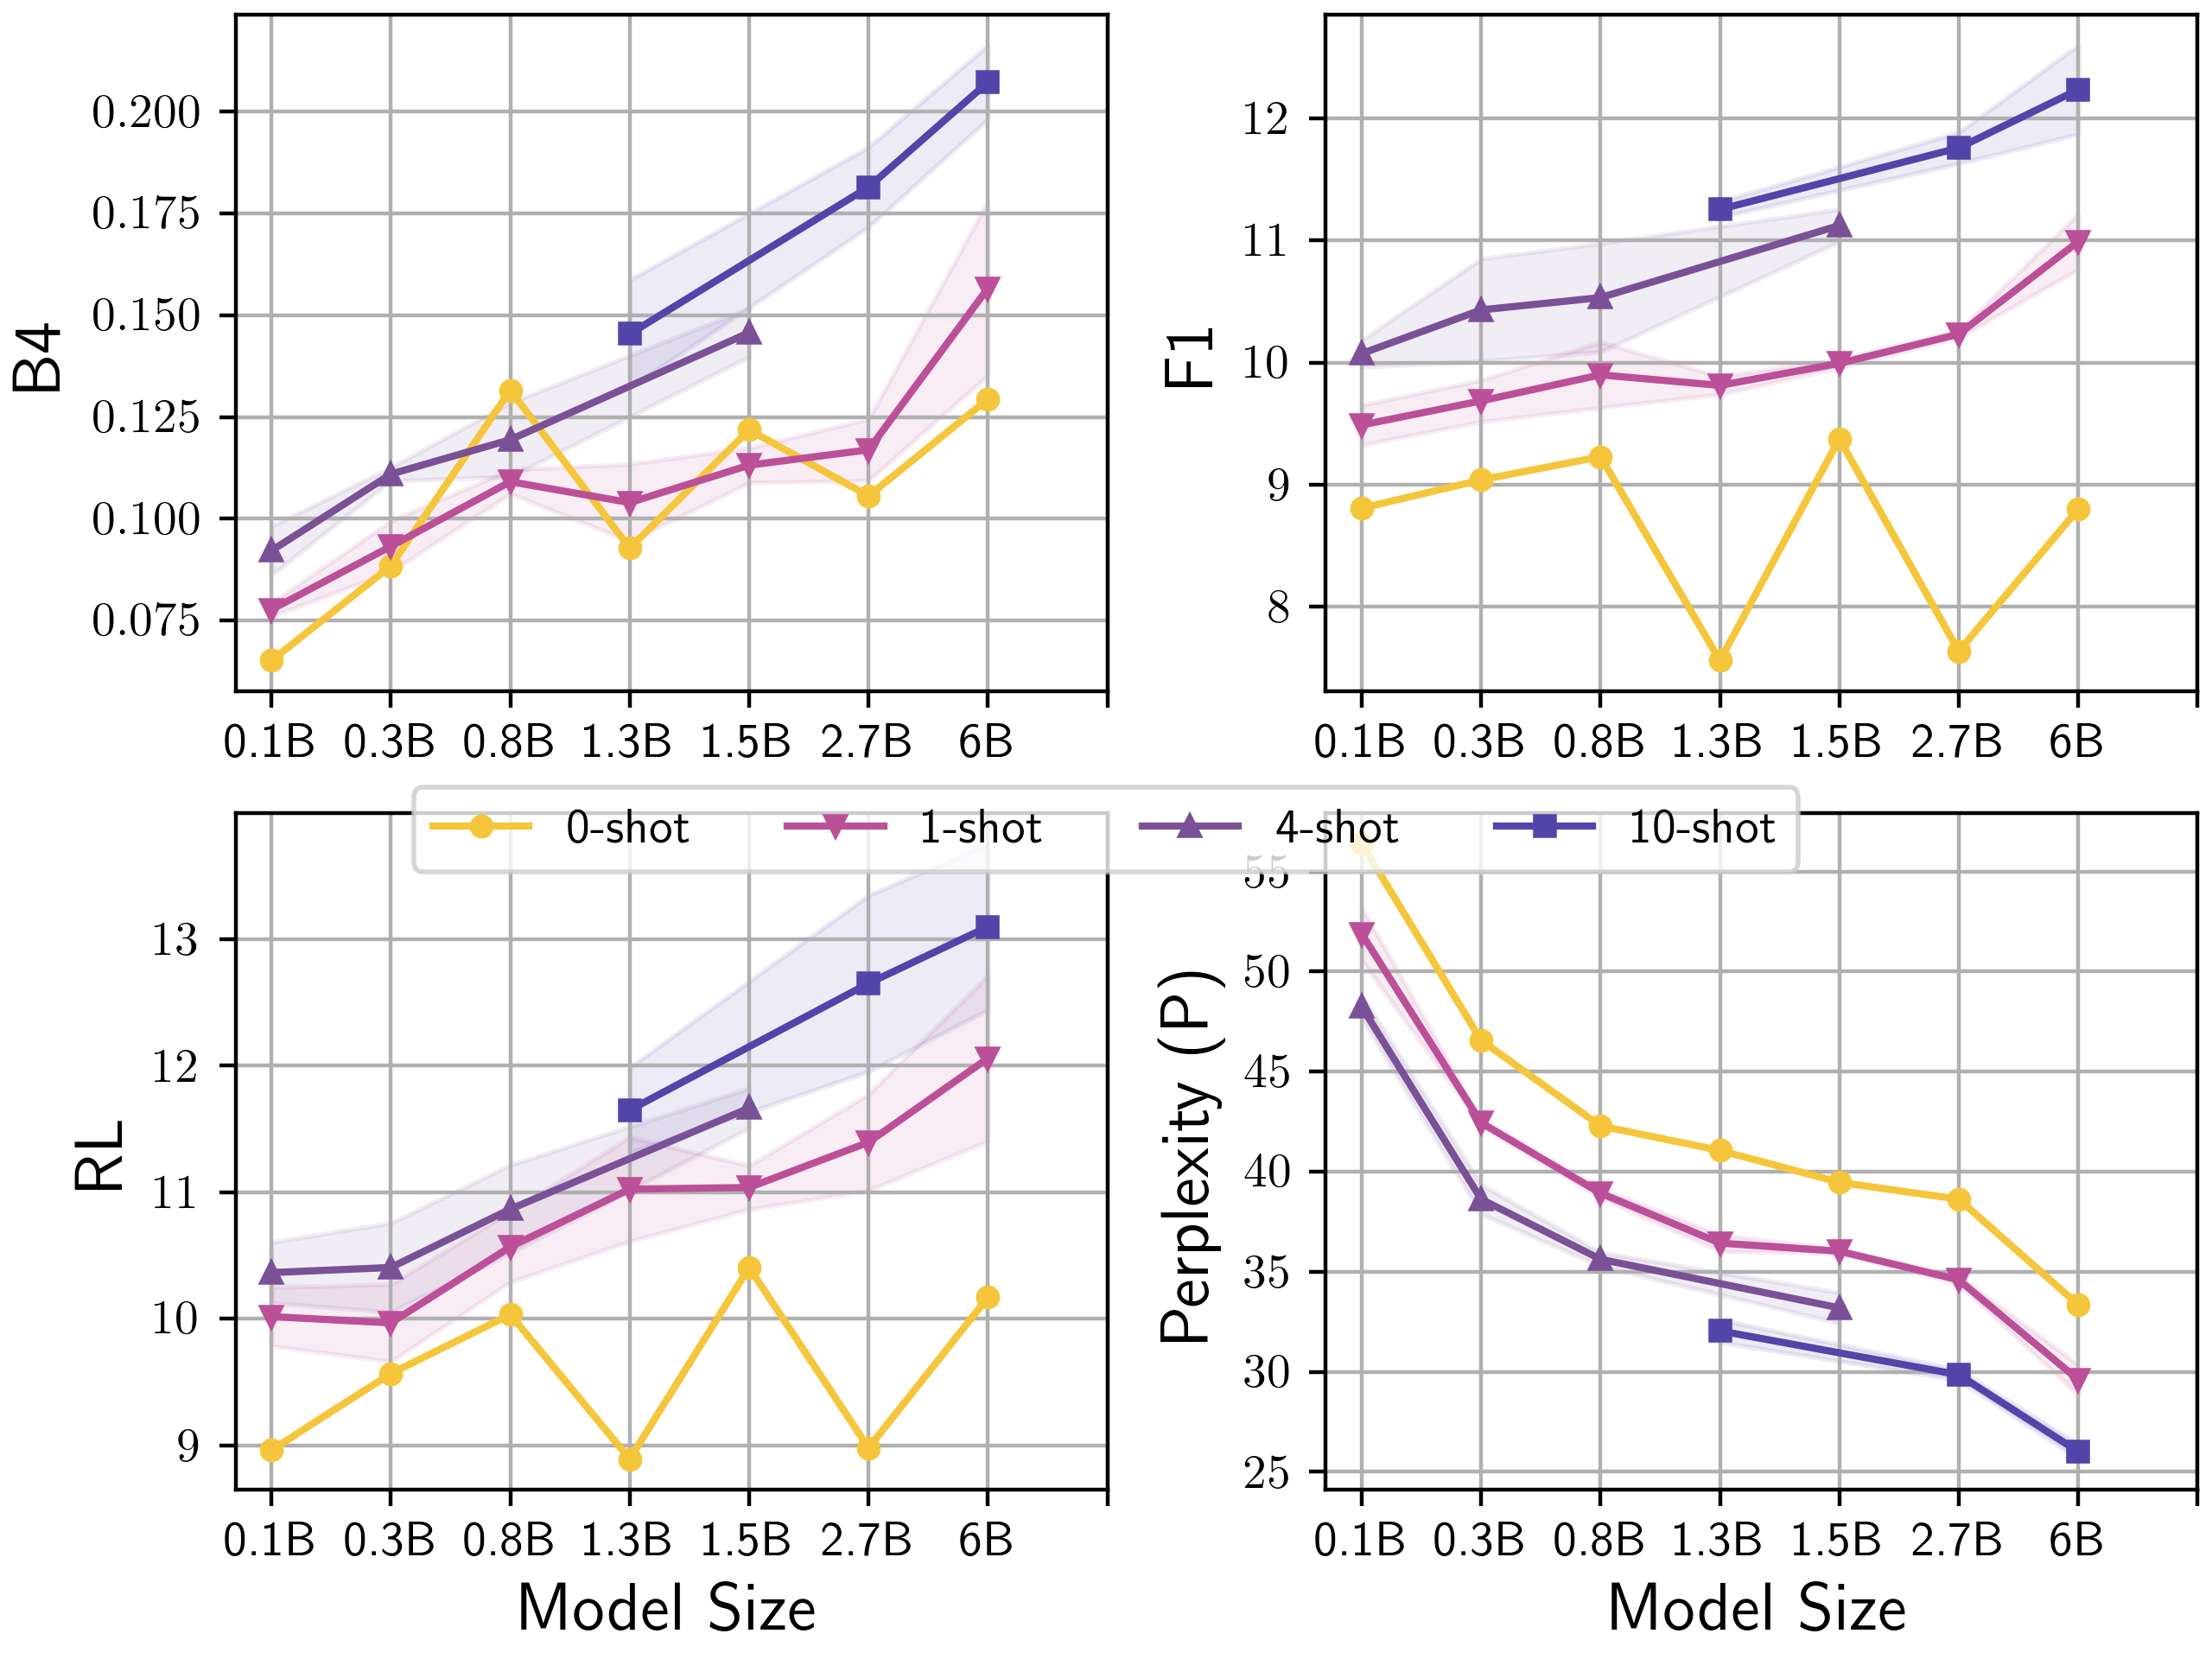 B4
0.200
0.175
0.150
0.125
0.100
0.075
0.1B 0.3B 0.8B 1.3B 1.5B 2.7B 6B
F1
12
11
10
9
8
0.1B 0.3B 0.8B 1.3B 1.5B 2.7B 6B
0-shot 1-shot 4-shot 10-shot
RL
13
12
11
10
9
0.1B 0.3B 0.8B 1.3B 1.5B 2.7B 6B
Model Size
Perplexity (P)
55
50
45
40
35
30
25
0.1B 0.3B 0.8B 1.3B 1.5B 2.7B 6B
Model Size